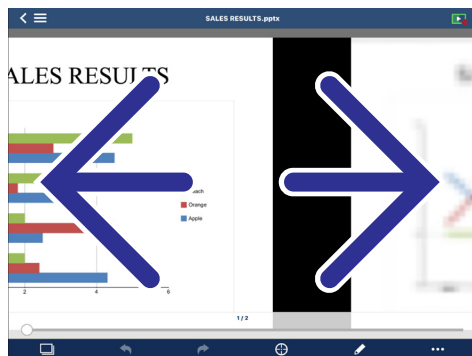 SALES RESULTS.pptx
ALES RESULTS
ach
Orange
Apple
2 4 6
1 / 2